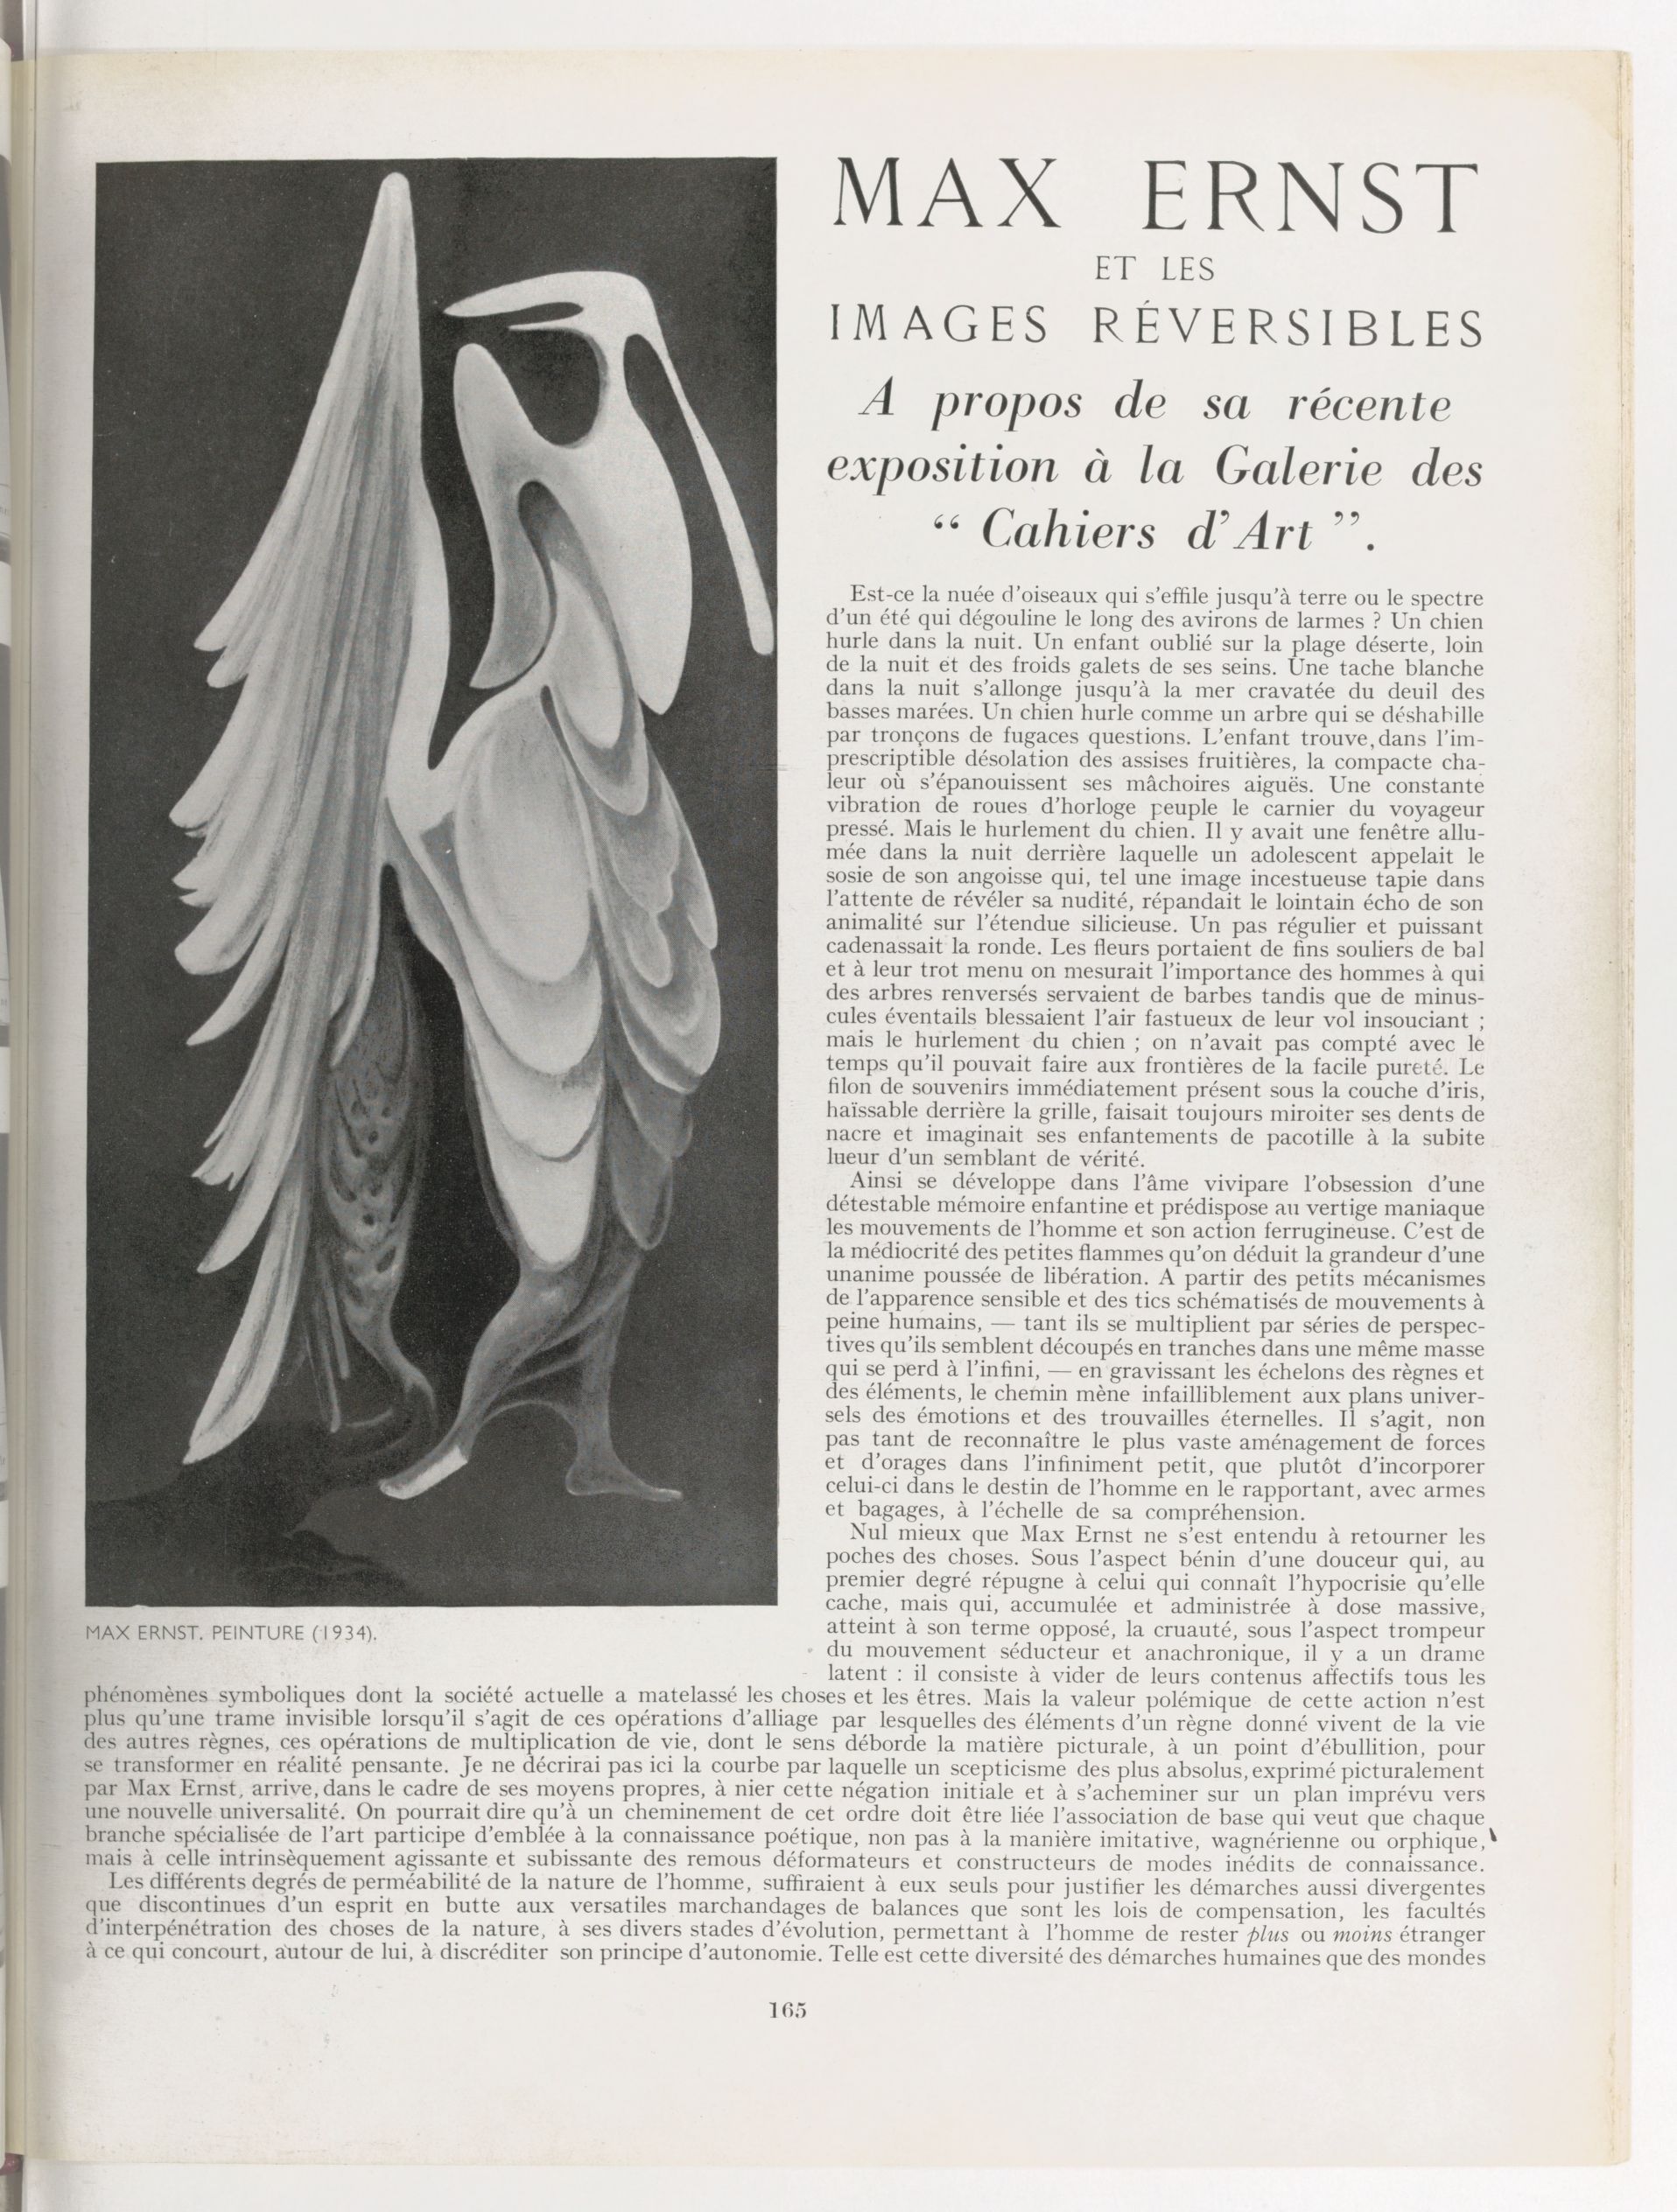 MAX ERNST
ET LES
IMAGES RÉVERSIBLES
A propos de sa récente
exposition à la Galerie des
“ Cahiers d’Art ”.
Est-ce la nuée d’oiseaux qui s’effile jusqu’à terre ou le spectre
d’un été qui dégouline le long des avirons de larmes ? Un chien
hurle dans la nuit. Un enfant oublié sur la plage déserte, loin
de la nuit et des froids galets de ses seins. Une tache blanche
dans la nuit s’allonge jusqu’à la mer cravatée du deuil des
basses marées. Un chien hurle comme un arbre qui se déshabille
par tronçons de fugaces questions. L’enfant trouve, dans l’im-
prescriptible désolation des assises fruitières, la compacte cha-
leur où s’épanouissent ses mâchoires aiguës. Une constante
vibration de roues d’horloge peuple le carnier du voyageur
pressé. Mais le hurlement du chien. Il y avait une fenêtre allu-
mée dans la nuit derrière laquelle un adolescent appelait le
sosie de son angoisse qui, tel une image incestueuse tapie dans
l’attente de révéler sa nudité, répandait le lointain écho de son
animalité sur l’étendue silicieuse. Un pas régulier et puissant
cadenassait la ronde. Les fleurs portaient de fins souliers de bal
et à leur trot menu on mesurait l’importance des hommes à qui
des arbres renversés servaient de barbes tandis que de minus-
cules éventails blessaient l’air fastueux de leur vol insouciant ;
mais le hurlement du chien ; on n’avait pas compté avec le
temps qu’il pouvait faire aux frontières de la facile pureté. Le
filon de souvenirs immédiatement présent sous la couche d’iris,
haïssable derrière la grille, faisait toujours miroiter ses dents de
nacre et imaginait ses enfantements de pacotille à la subite
lueur d’un semblant de vérité.
Ainsi se développe dans l’âme vivipare l’obsession d’une
détestable mémoire enfantine et prédispose au vertige maniaque
les mouvements de l’homme et son action ferrugineuse. C’est de
la médiocrité des petites flammes qu’on déduit la grandeur d’une
unanime poussée de libération. A partir des petits mécanismes
de l’apparence sensible et des tics schématisés de mouvements à
peine humains, — tant ils se multiplient par séries de perspec-
tives qu’ils semblent découpés en tranches dans une même masse
qui se perd à l’infini, — en gravissant les échelons des règnes et
des éléments, le chemin mène infailliblement aux plans univer-
sels des émotions et des trouvailles éternelles. Il s’agit, non
pas tant de reconnaître le plus vaste aménagement de forces
et d’orages dans l’infiniment petit, que plutôt d’incorporer
celui-ci dans le destin de l’homme en le rapportant, avec armes
et bagages, à l’échelle de sa compréhension.
Nul mieux que Max Ernst ne s’est entendu à retourner les
poches des choses. Sous l’aspect bénin d’une douceur qui, au
premier degré répugne à celui qui connaît l’hypocrisie qu’elle
cache, mais qui, accumulée et administrée à dose massive,
atteint à son terme opposé, la cruauté, sous l’aspect trompeur
du mouvement séducteur et anachronique, il y a un drame
latent : il consiste à vider de leurs contenus affectifs tous les
MAX ERNST. PEINTURE (1934).
phénomènes symboliques dont la société actuelle a matelassé les choses et les êtres. Mais la valeur polémique de cette action n’est
plus qu’une trame invisible lorsqu’il s’agit de ces opérations d’alliage par lesquelles des éléments d’un règne donné vivent de la vie
des autres règnes, ces opérations de multiplication de vie, dont le sens déborde la matière picturale, à un point d’ébullition, pour
se transformer en réalité pensante. Je ne décrirai pas ici la courbe par laquelle un scepticisme des plus absolus, exprimé picturalement
par Max Ernst, arrive, dans le cadre de ses moyens propres, à nier cette négation initiale et à s’acheminer sur un plan imprévu vers
une nouvelle universalité. On pourrait dire qu’à un cheminement de cet ordre doit être liée l’association de base qui veut que chaque
branche spécialisée de l’art participe d’emblée à la connaissance poétique, non pas à la manière imitative, wagnérienne ou orphique,
mais à celle intrinsèquement agissante et subissante des remous déformateurs et constructeurs de modes inédits de connaissance.
Les différents degrés de perméabilité de la nature de l’homme, suffiraient à eux seuls pour justifier les démarches aussi divergentes
que discontinues d’un esprit en butte aux versatiles marchandages de balances que sont les lois de compensation, les facultés
d’interpénétration des choses de la nature, à ses divers stades d’évolution, permettant à l’homme de rester plus ou moins étranger
à ce qui concourt, autour de lui, à discréditer son principe d’autonomie. Telle est cette diversité des démarches humaines que des mondes
165